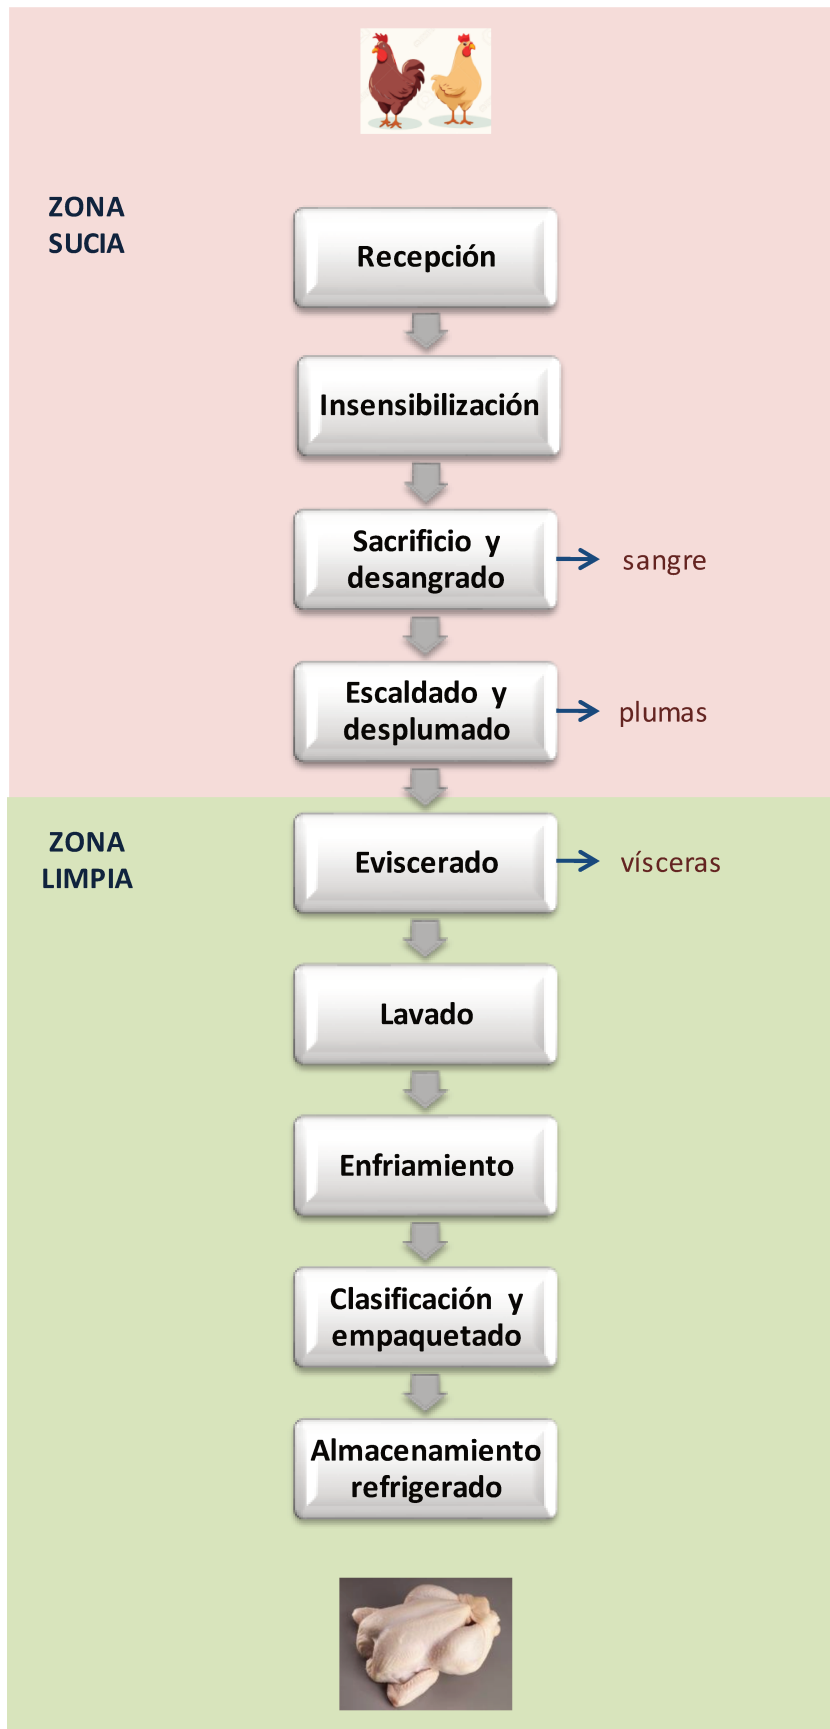 ZONA
SUCIA
Recepción
Insensibilización
Sacrificio y
desangrado
sangre
Escaldado y
desplumado
plumas
ZONA
LIMPIA
Eviscerado
vísceras
Lavado
Enfriamiento
Clasificación y
empaquetado
Almacenamiento
refrigerado